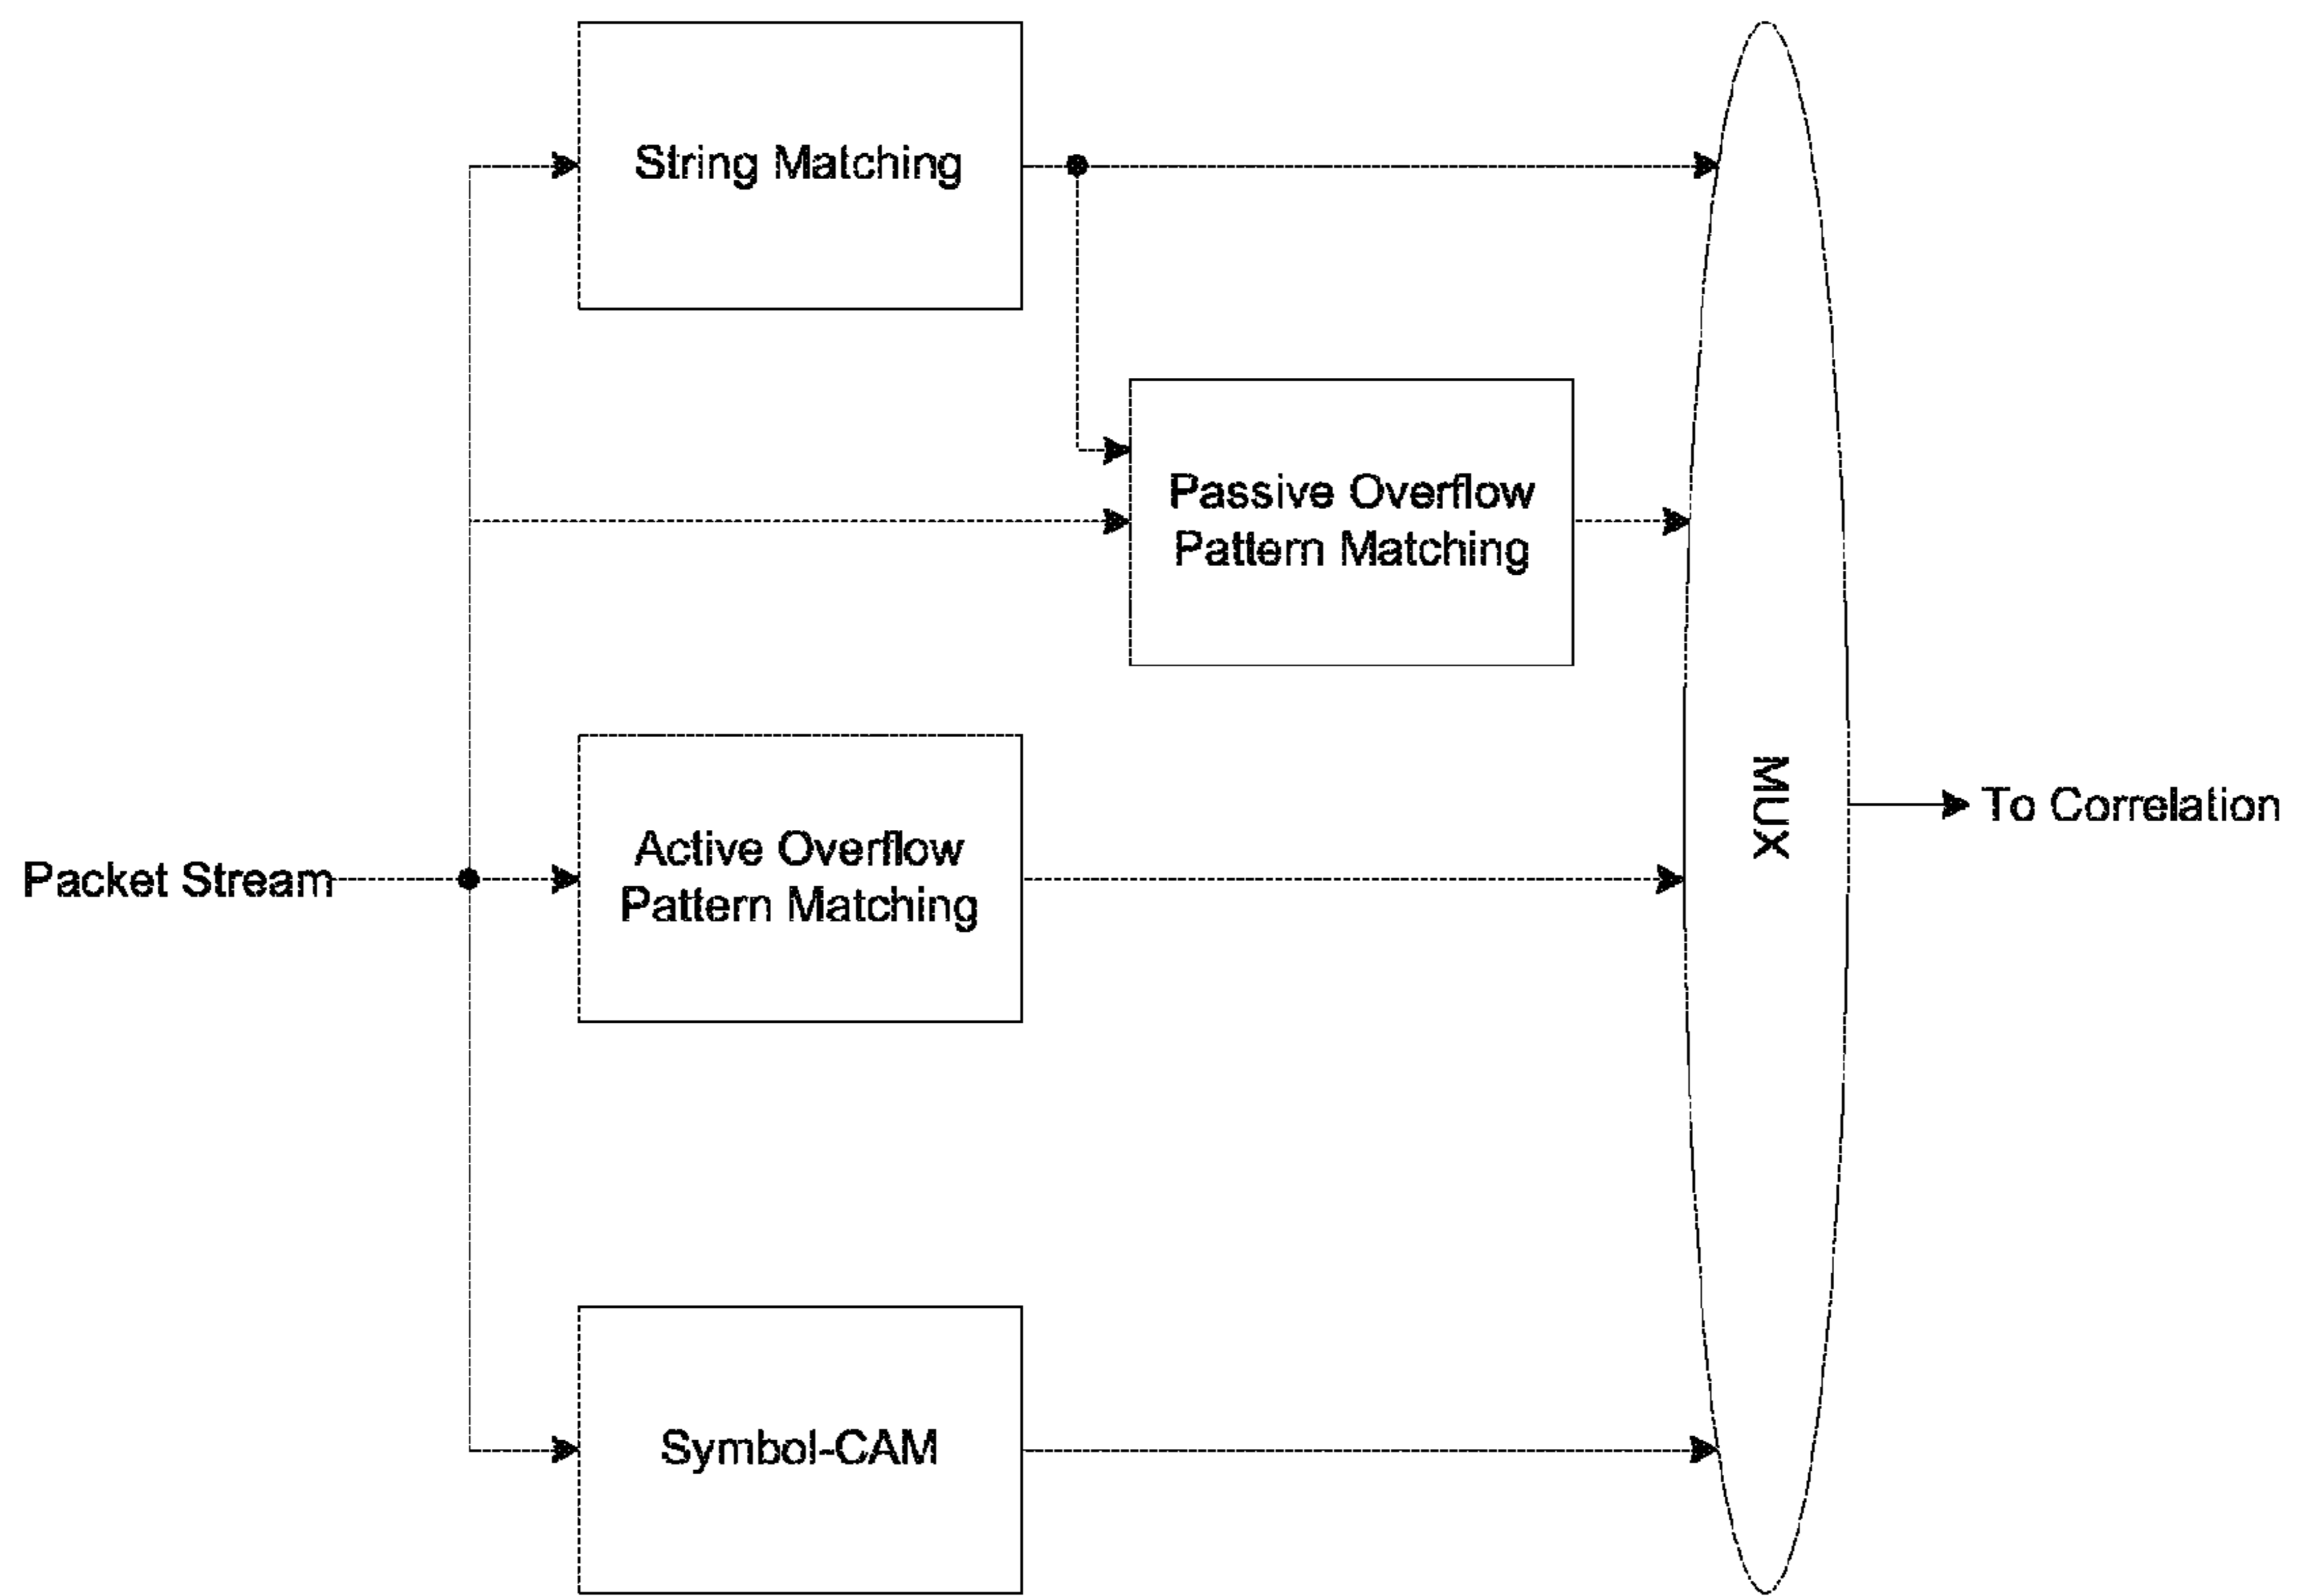 String Matching
Passive Overflow
Pattern Matching
MUX
To Correlation
Active Overflow
Pattern Matching
Packet Stream
Symbol-CAM